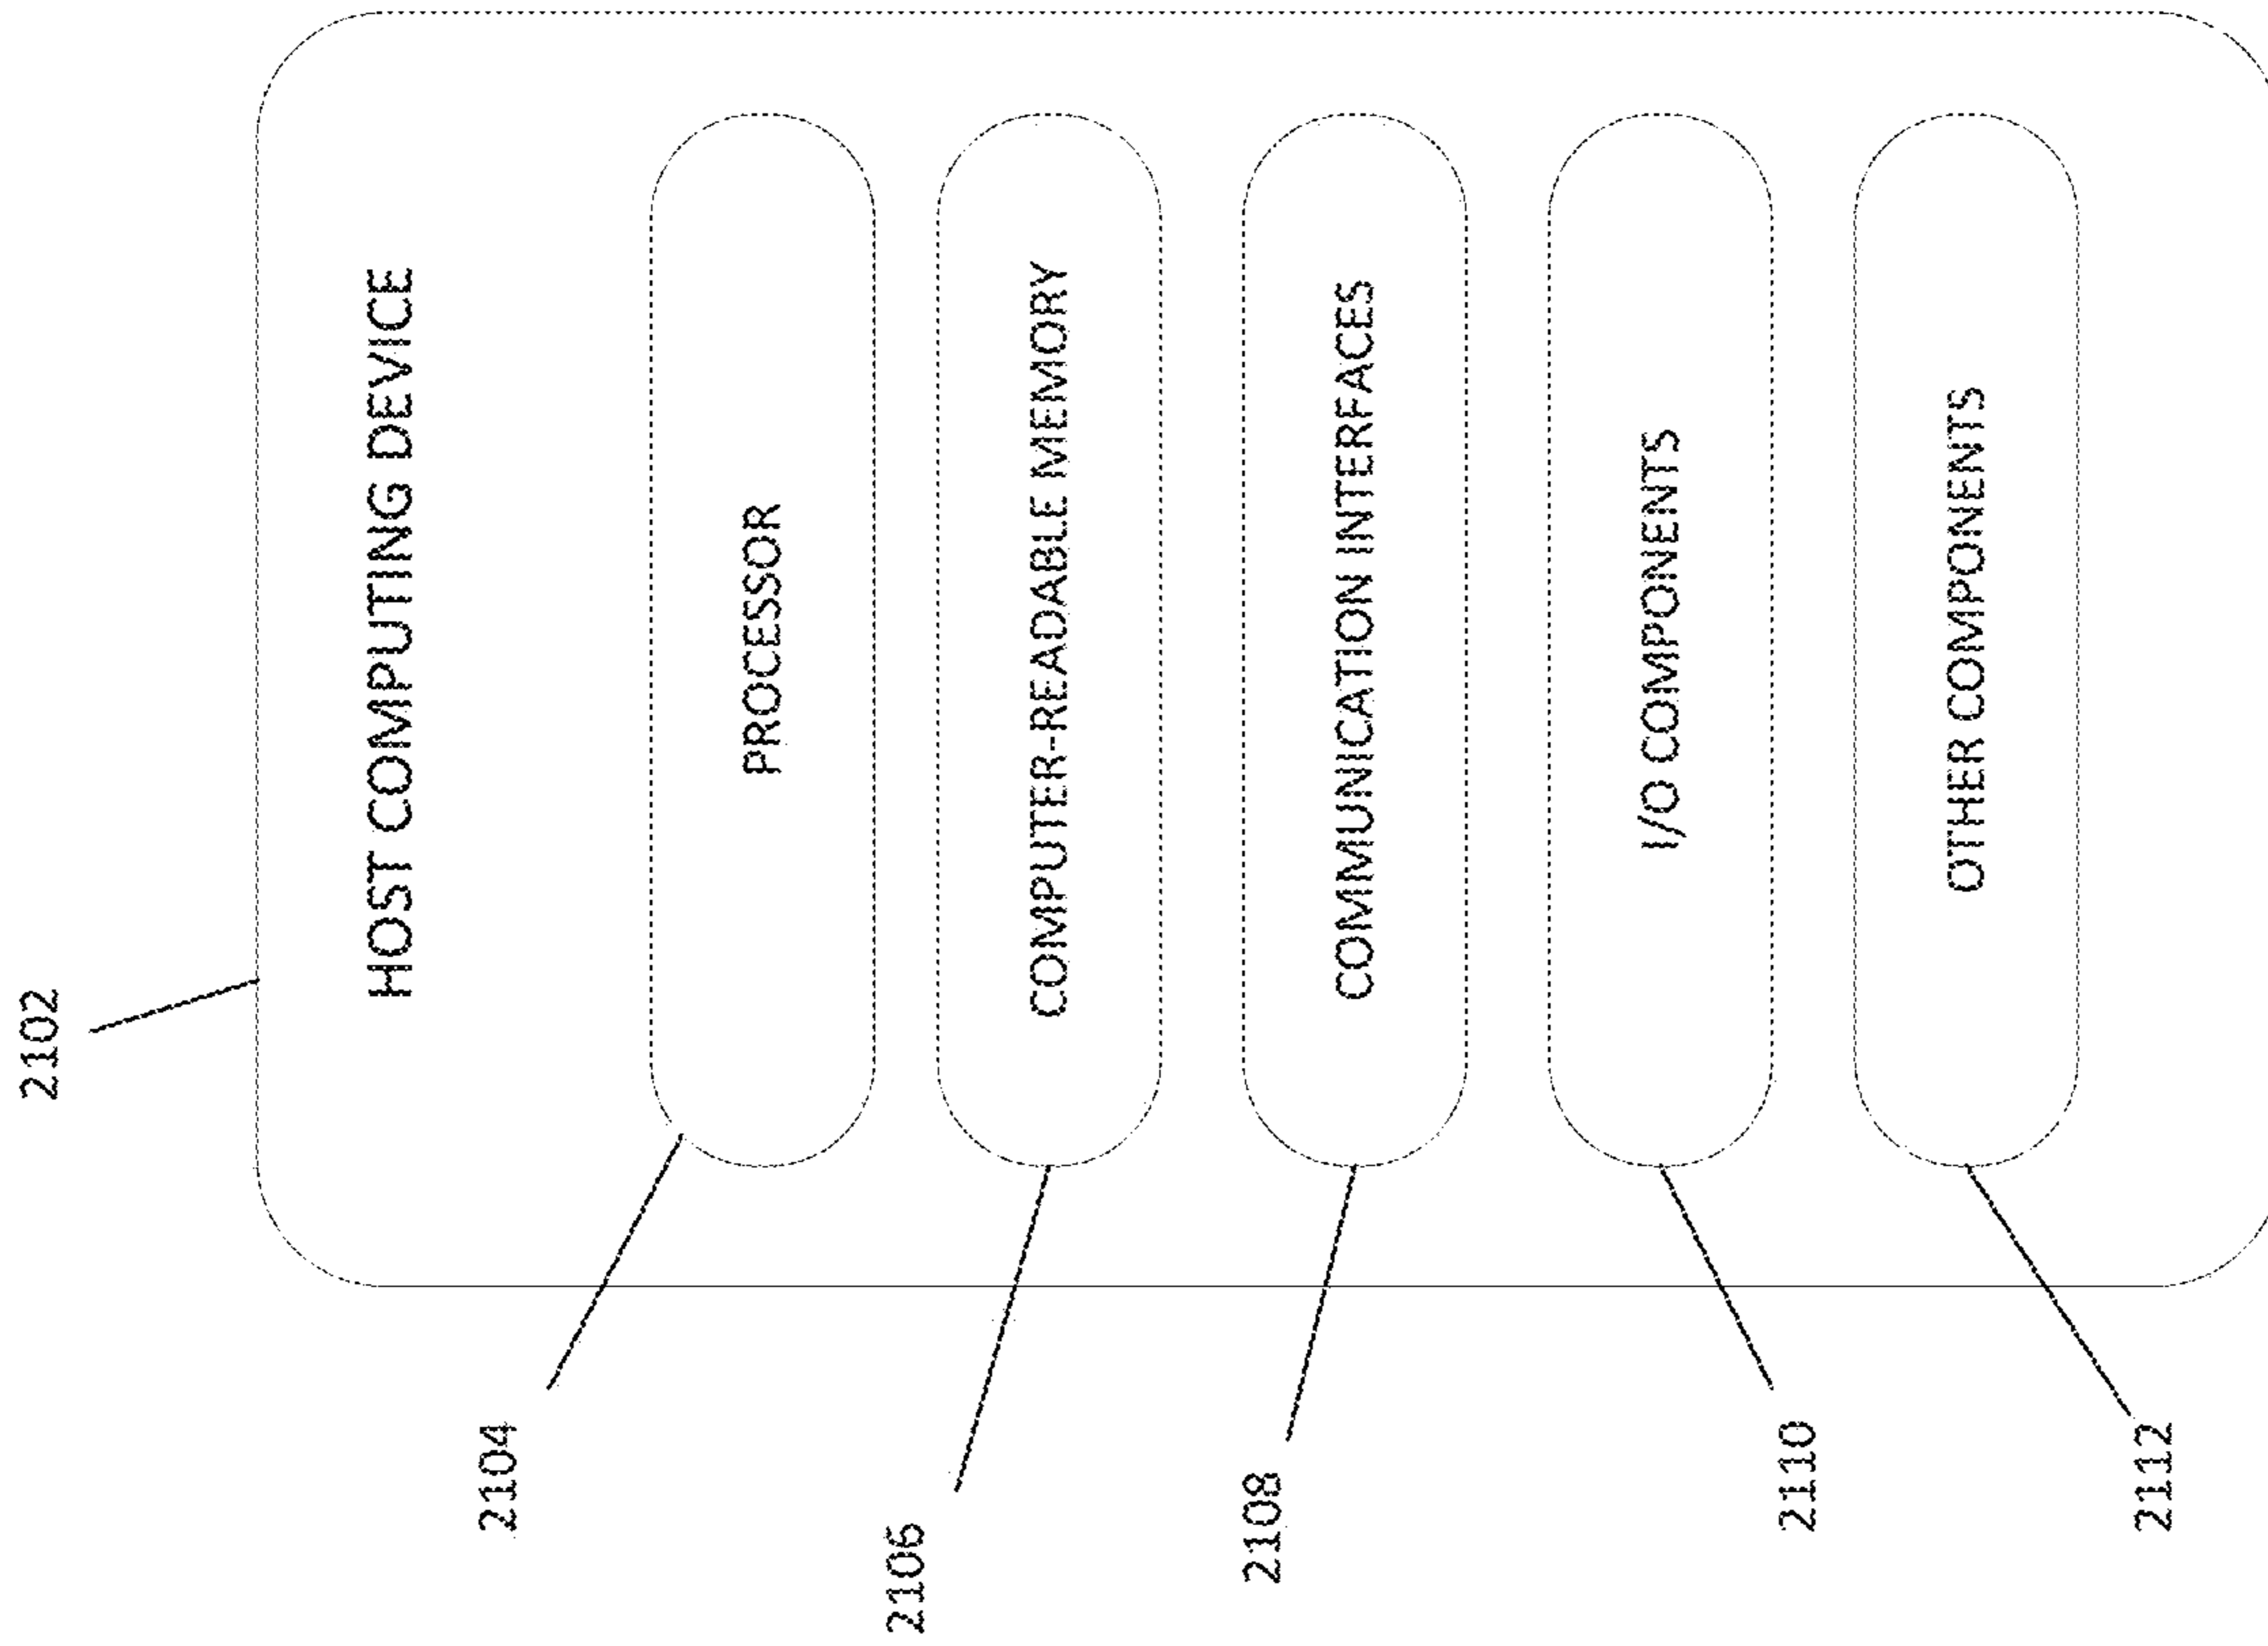 2102
HOST COMPUTING DEVICE
2104
PROCESSOR
2106
COMPUTER-READABLE MEMORY
2108
COMMUNICATION INTERFACES
2110
I/O COMPONENTS
2112
OTHER COMPONENTS